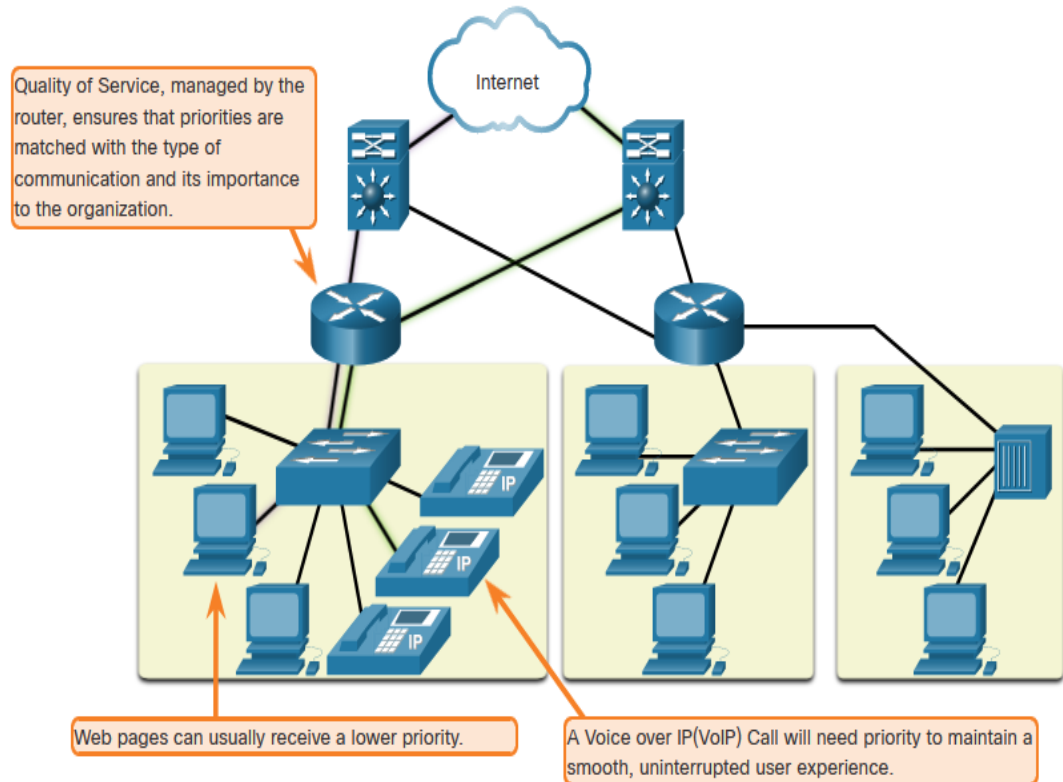 Internet
Quality of Service, managed by the
router, ensures that priorities are
matched with the type of
communication and its importance
to the organization.
IP
IP
IP
Web pages can usually receive a lower priority.
A Voice over IP(VoIP) Call will need priority to maintain a
smooth, uninterrupted user experience.